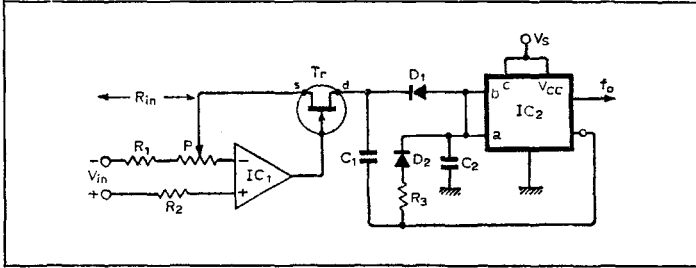 Vs
Tr
s
d
D1
b
c
Vcc
fo
Rin
IC2
a
R1
P
−
−
C1
D2
C2
Vin
IC1
+
R2
+
R3